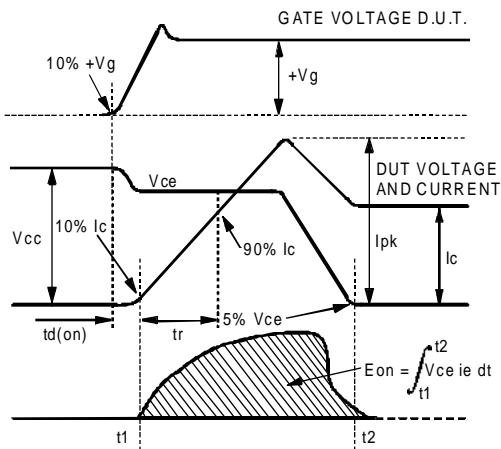 GATE VOLTAGE D.U.T.
10% +Vg
+Vg
Vce
DUT VOLTAGE
AND CURRENT
Vcc
10% Ic
90% Ic
Ipk
Ic
td(on)
tr
5% Vce
Eon = ∫ Vce ie dt
t2
t1
t1
t2